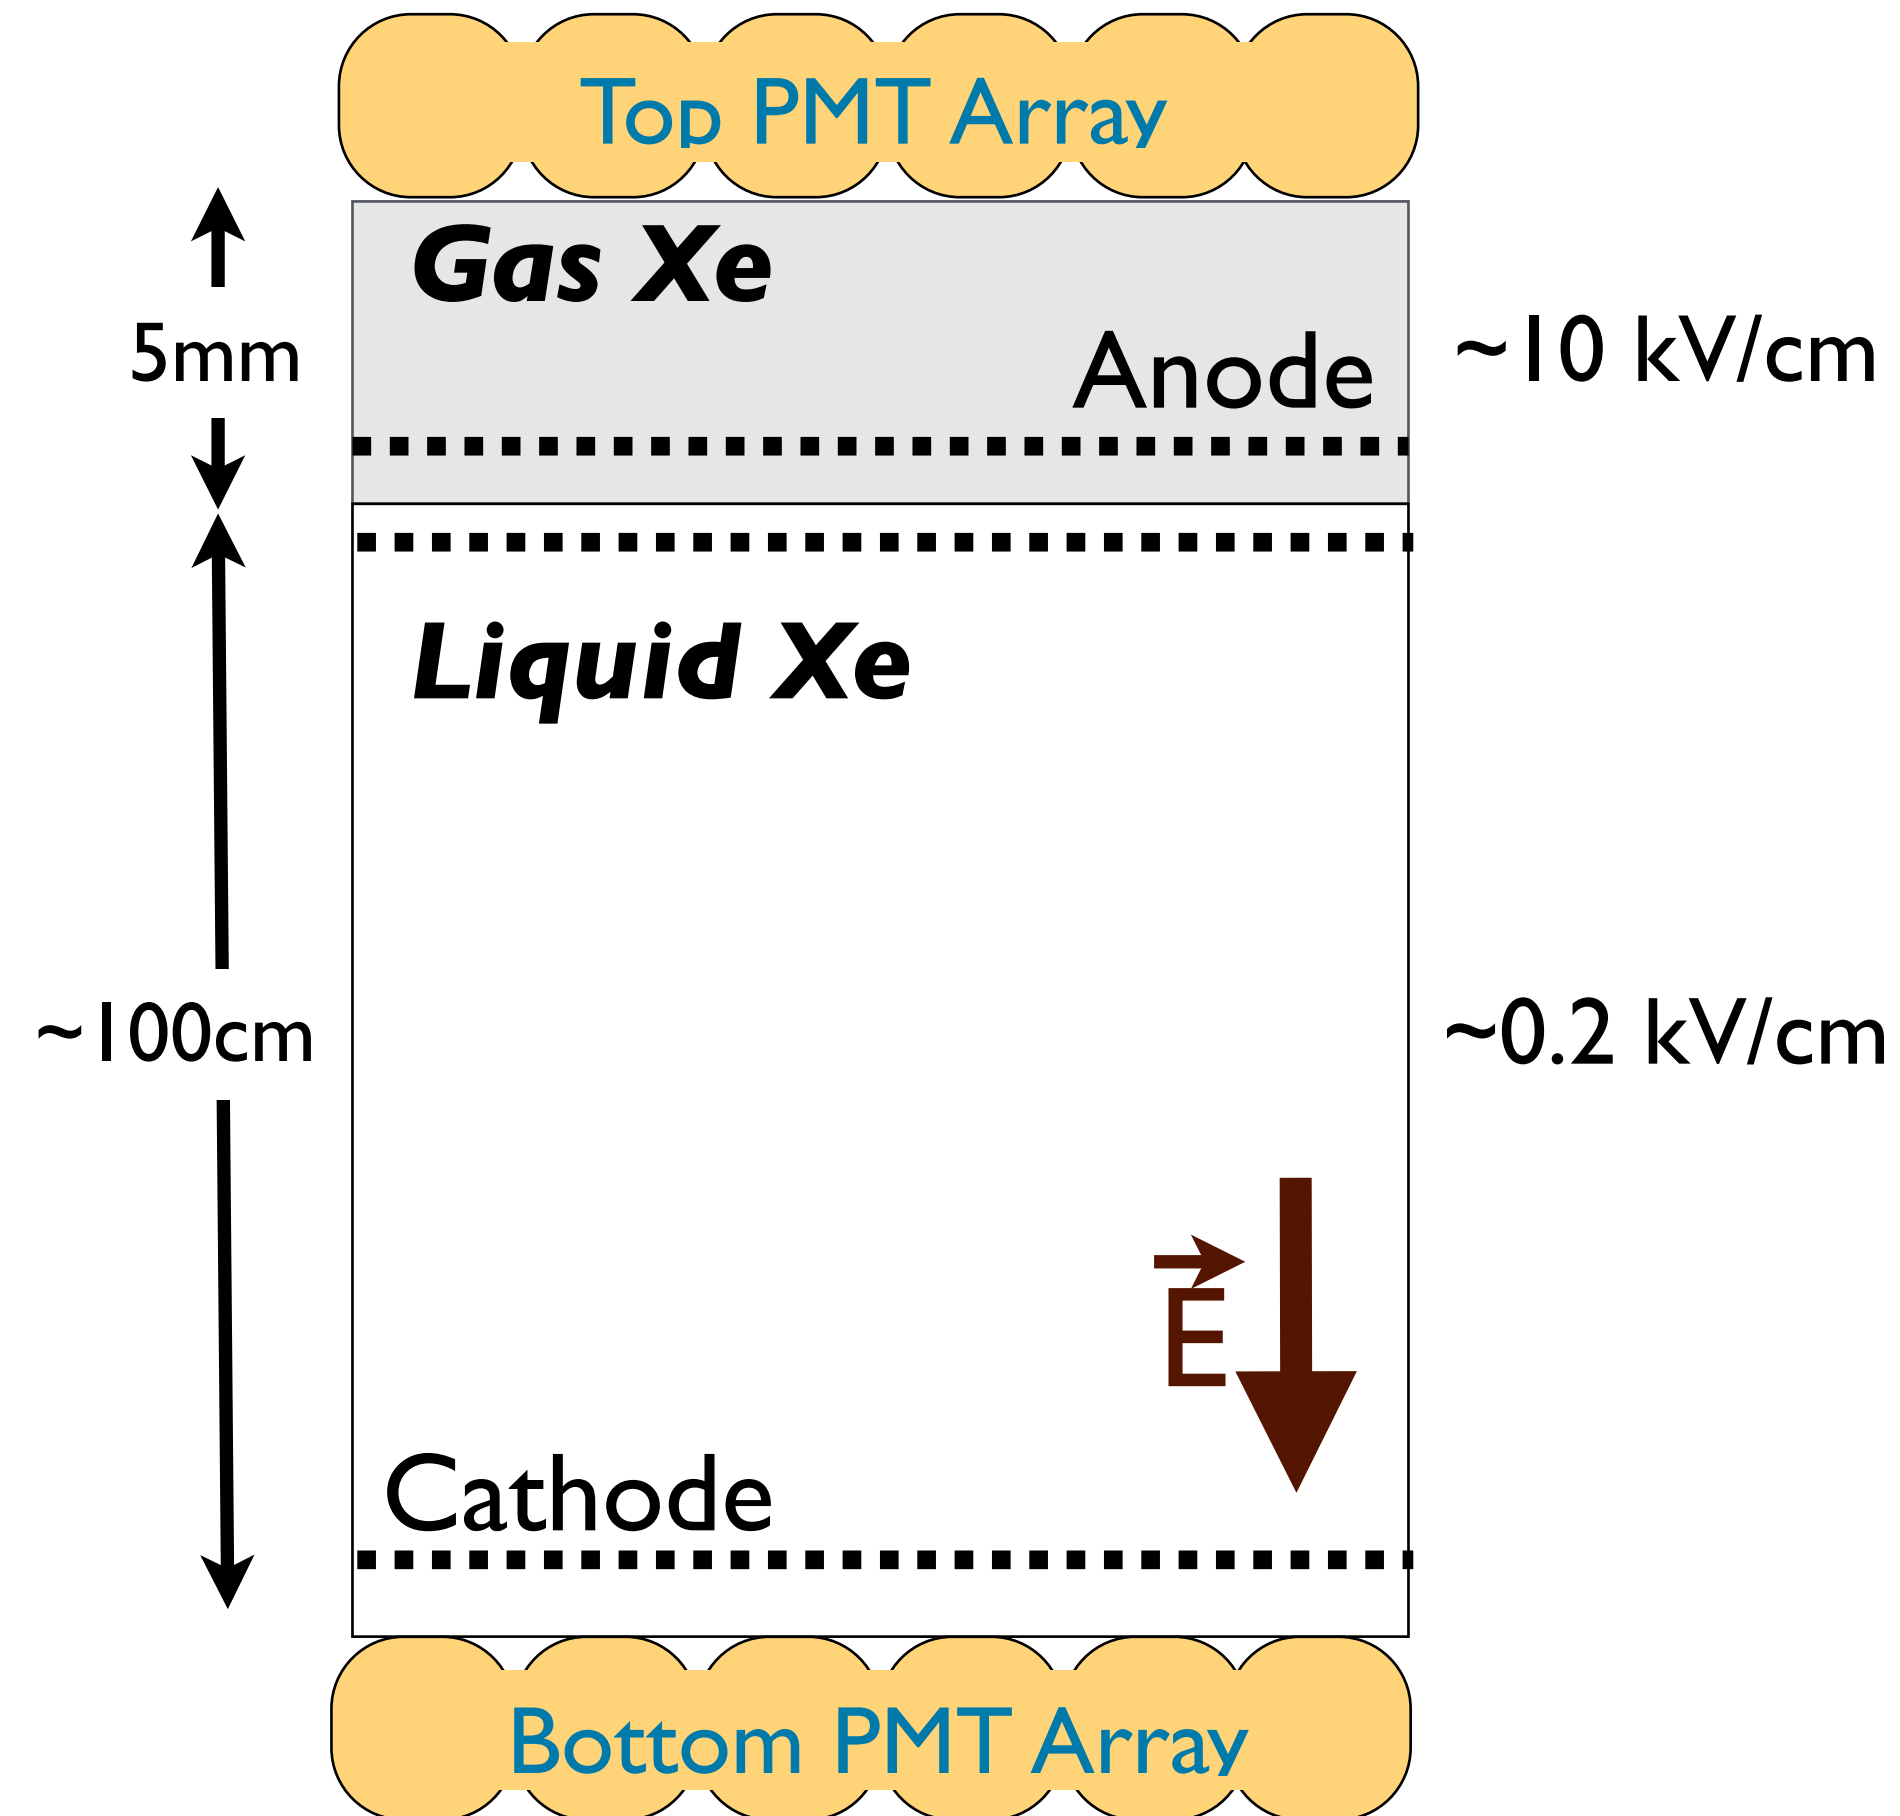 Top PMT Array
Gas Xe
5mm
Anode
~10 kV/cm
Liquid Xe
~100cm
~0.2 kV/cm
E
Cathode
Bottom PMT Array